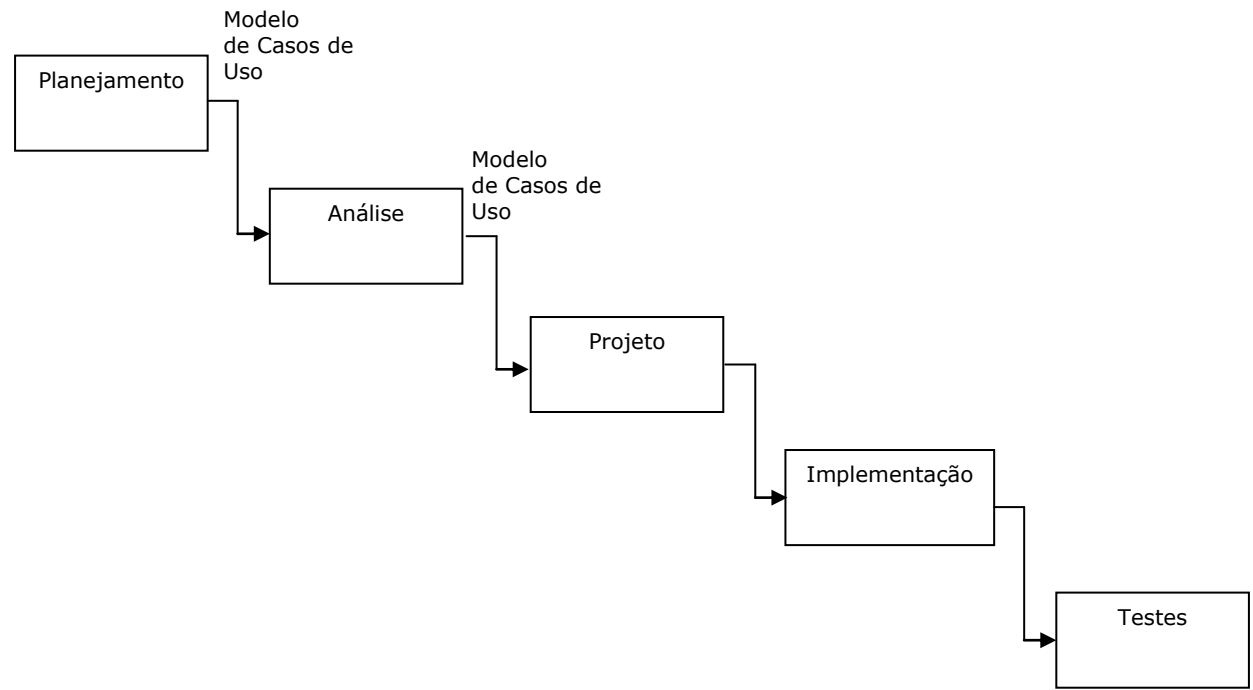 Modelo
de Casos de
Uso
Planejamento
Modelo
de Casos de
Uso
Análise
Projeto
Implementação
Testes